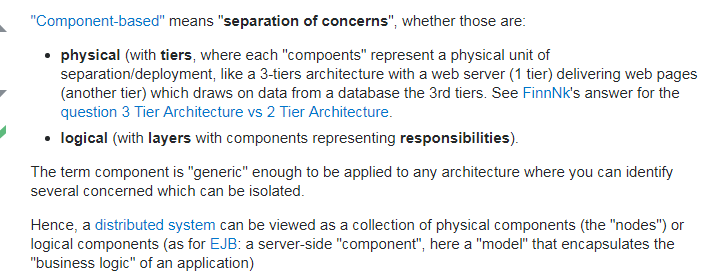 "Component-based" means "separation of concerns", whether those are:
physical (with tiers, where each "compoents" represent a physical unit of
separation/deployment, like a 3-tiers architecture with a web server (1 tier) delivering web pages
(another tier) which draws on data from a database the 3rd tiers. See FinnNk's answer for the
question 3 Tier Architecture vs 2 Tier Architecture.
logical (with layers with components representing responsibilities).
The term component is "generic" enough to be applied to any architecture where you can identify
several concerned which can be isolated.
Hence, a distributed system can be viewed as a collection of physical components (the "nodes") or
logical components (as for EJB: a server-side "component", here a "model" that encapsulates the
"business logic" of an application)